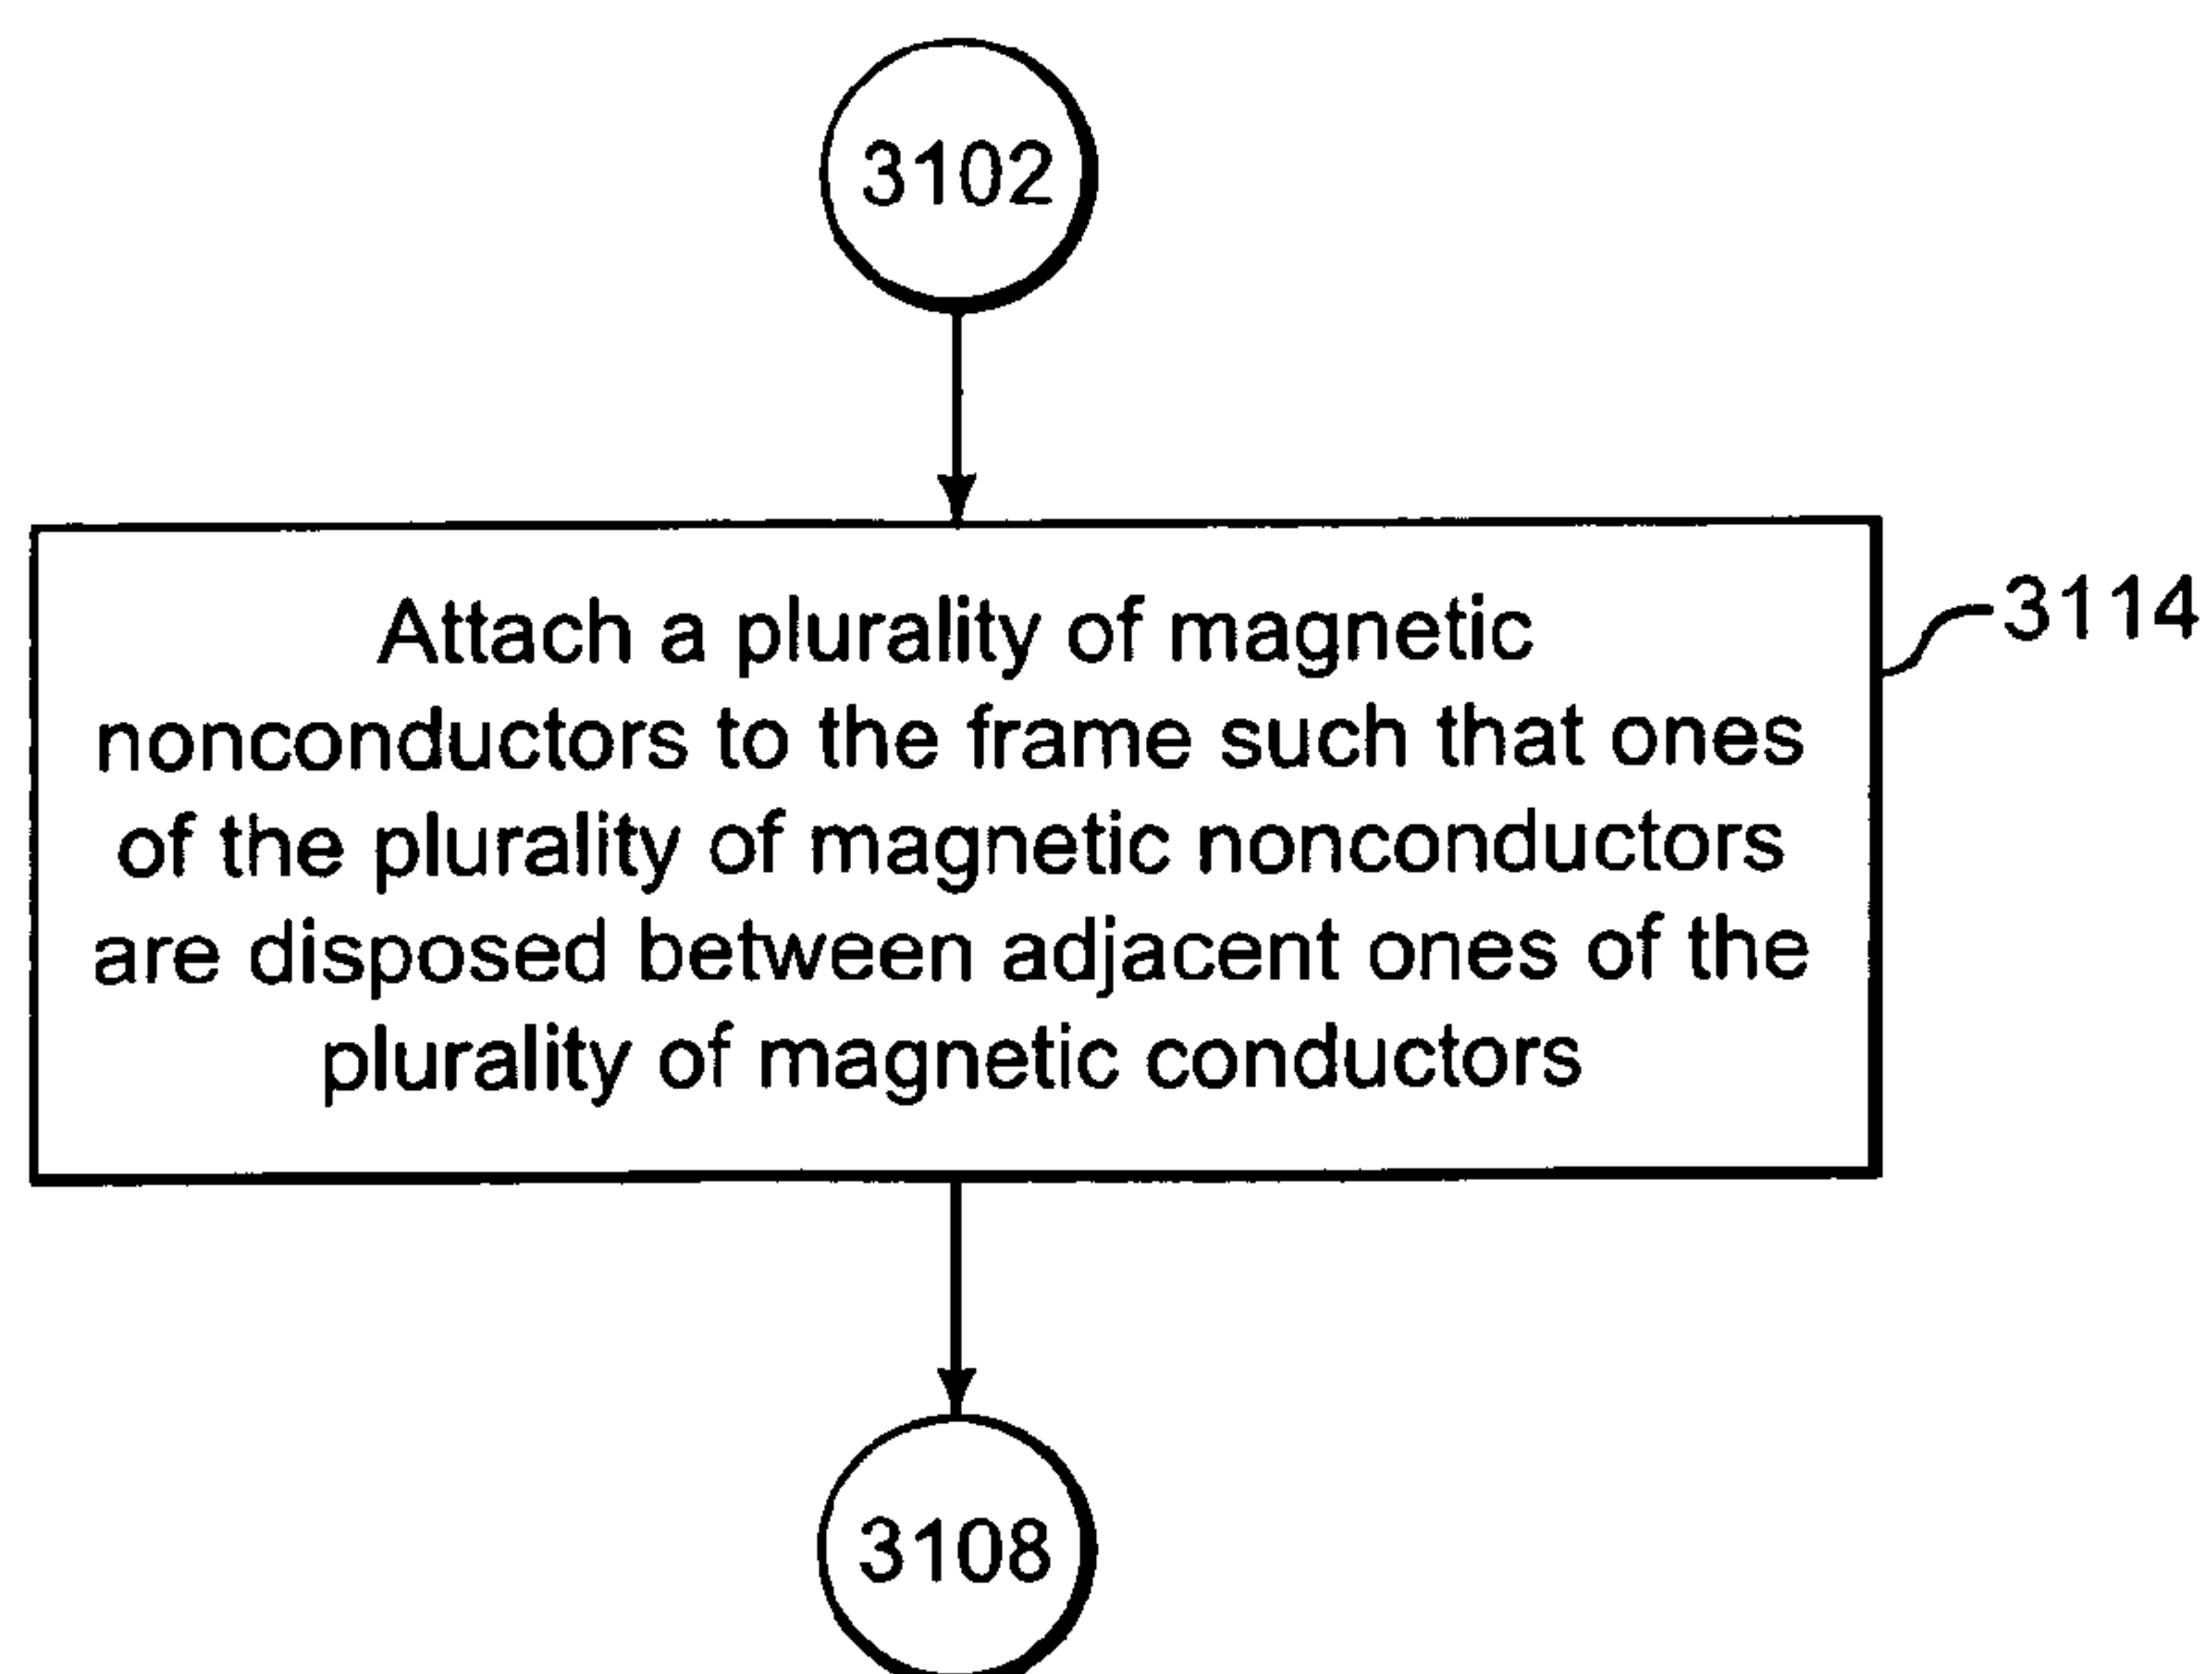 3102
Attach a plurality of magnetic
nonconductors to the frame such that ones
of the plurality of magnetic nonconductors
are disposed between adjacent ones of the
plurality of magnetic conductors
3114
3108